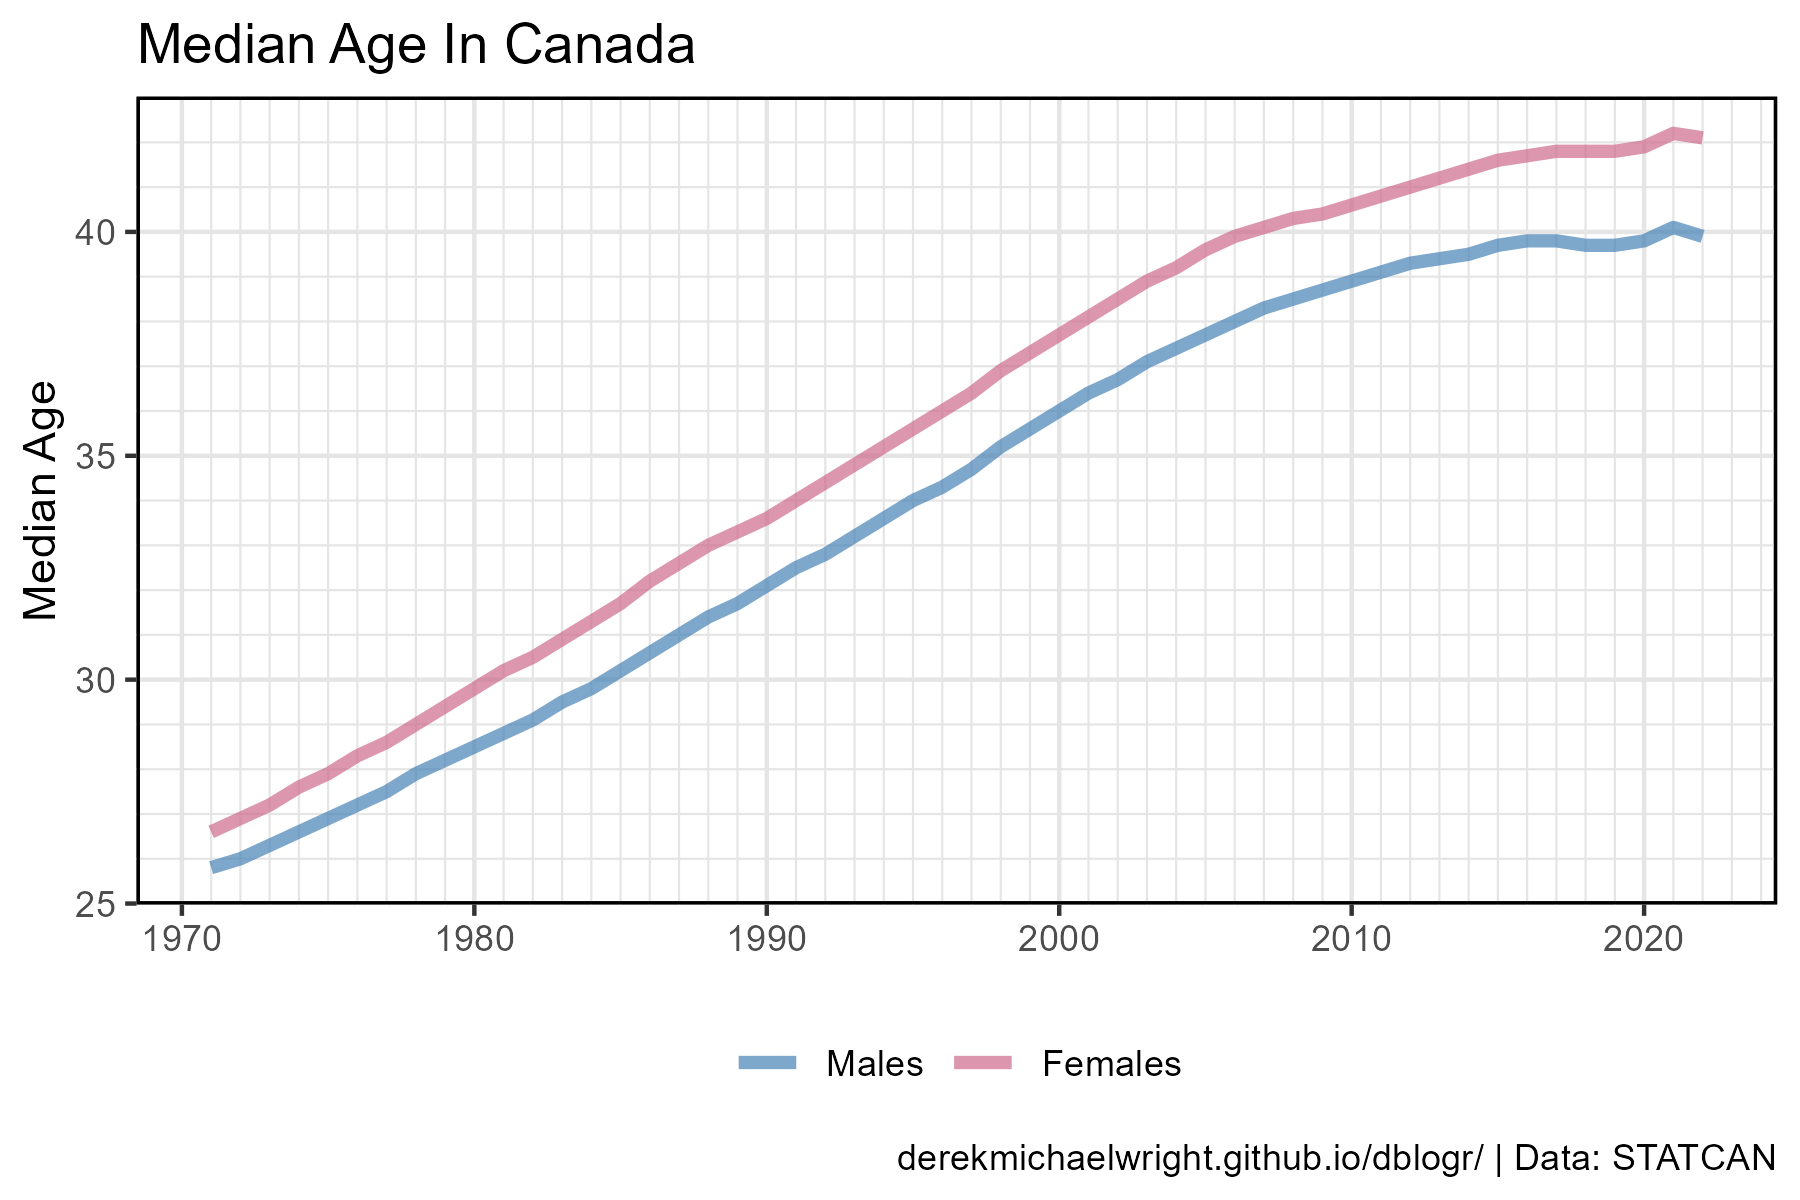 Median Age In Canada
Median Age
40
35
30
25
1970 1980 1990 2000 2010 2020
Males Females
derekmichaelwright.github.io/dblogr/ | Data: STATCAN